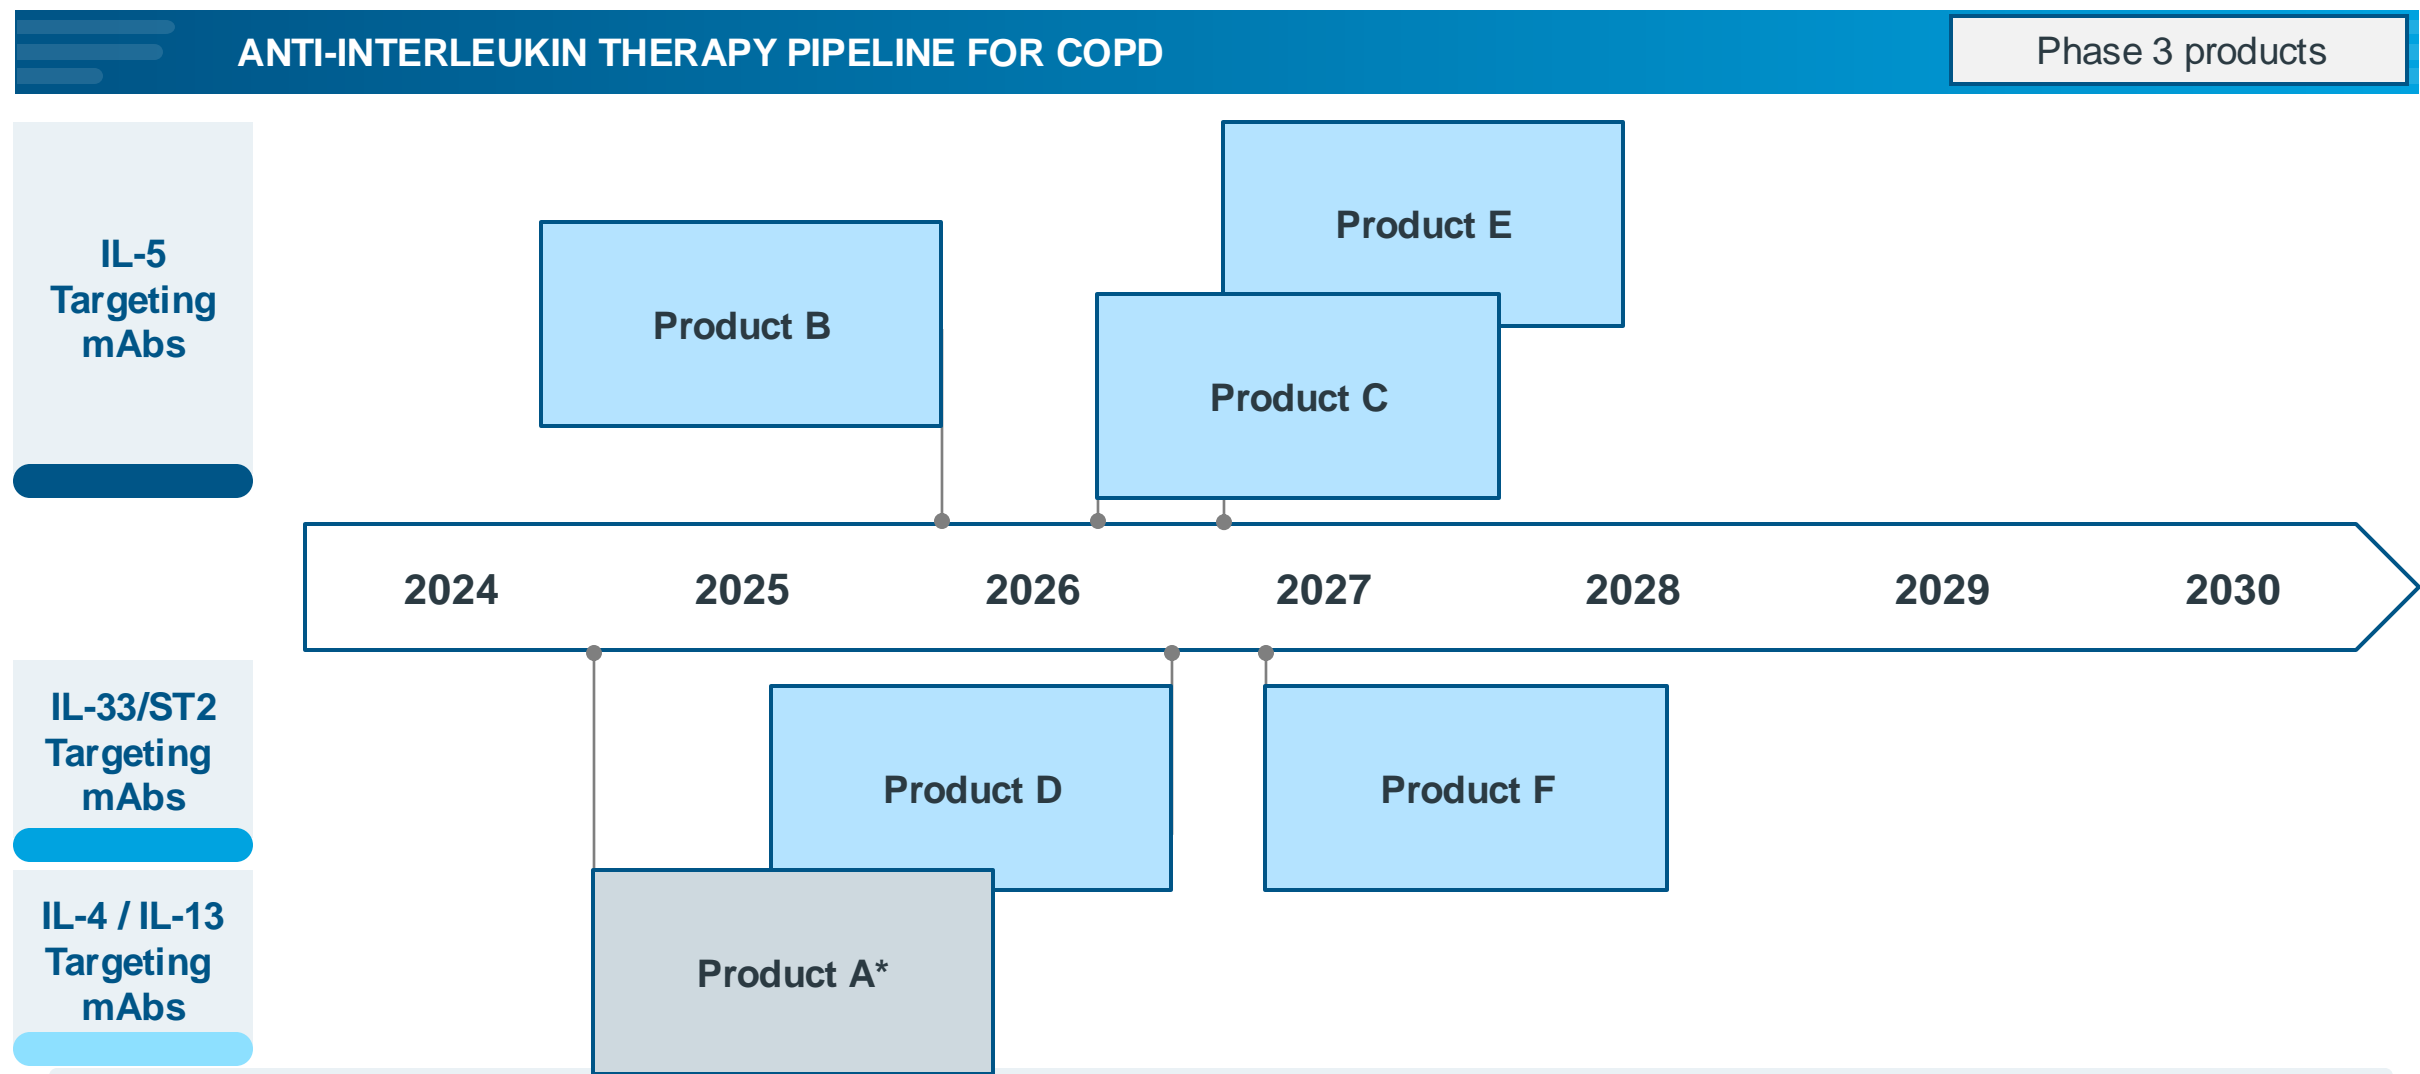 ANTI-INTERLEUKIN THERAPY PIPELINE FOR COPD
Phase 3 products
IL-5
Targeting
mAbs
Product E
Product B
Product C
2024 2025 2026 2027 2028 2029 2030
IL-33/ST2
Targeting
mAbs
Product D
Product F
IL-4 / IL-13
Targeting
mAbs
Product A*